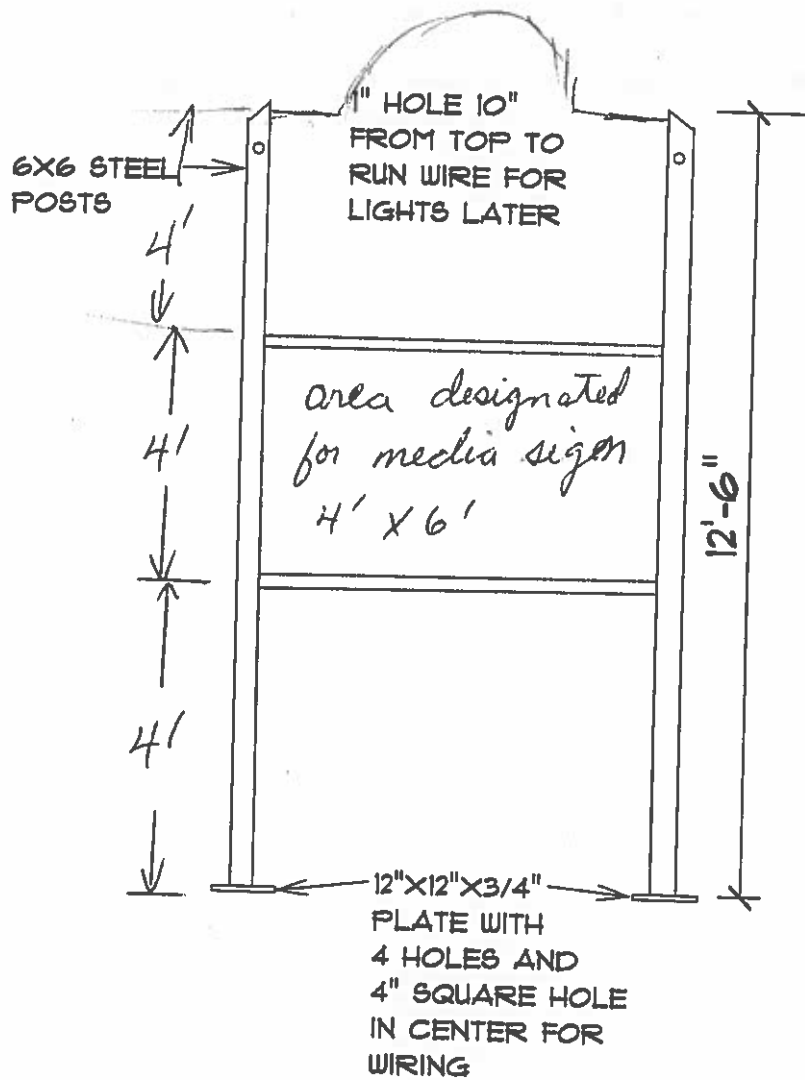 1" HOLE 10"
FROM TOP TO
RUN WIRE FOR
LIGHTS LATER
6X6 STEEL
POSTS
4'
area designated
for media sigen
4' X 6'
4'
12'-6"
4'
12"X12"X3/4"
PLATE WITH
4 HOLES AND
4" SQUARE HOLE
IN CENTER FOR
WIRING